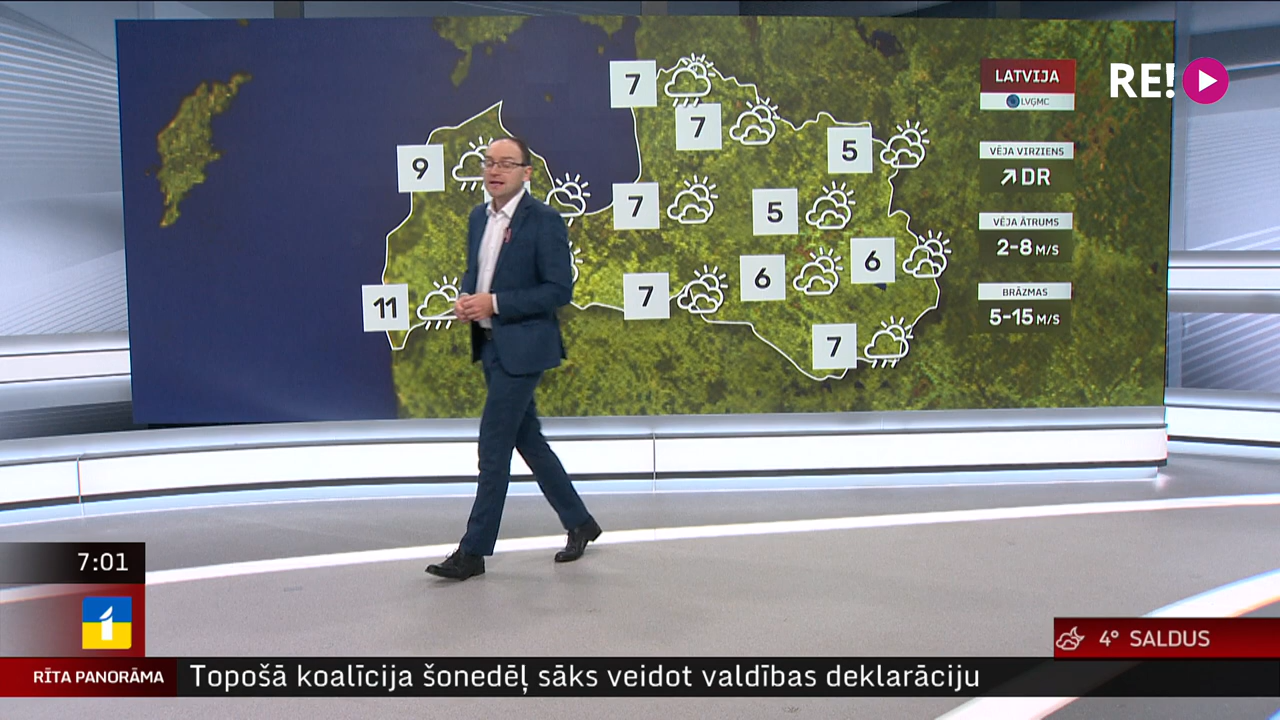 RE!
LATVIJA
LVĢMC
VĒJA VIRZIENS
DR
VĒJA ĀTRUMS
2-8 M/S
BRĀZMAS
5-15 M/S
7
7
5
9
7
5
6
6
11
7
7
7:01
1
4° SALDUS
RĪTA PANORĀMA
Topošā koalīcija šonedēļ sāks veidot valdības deklarāciju